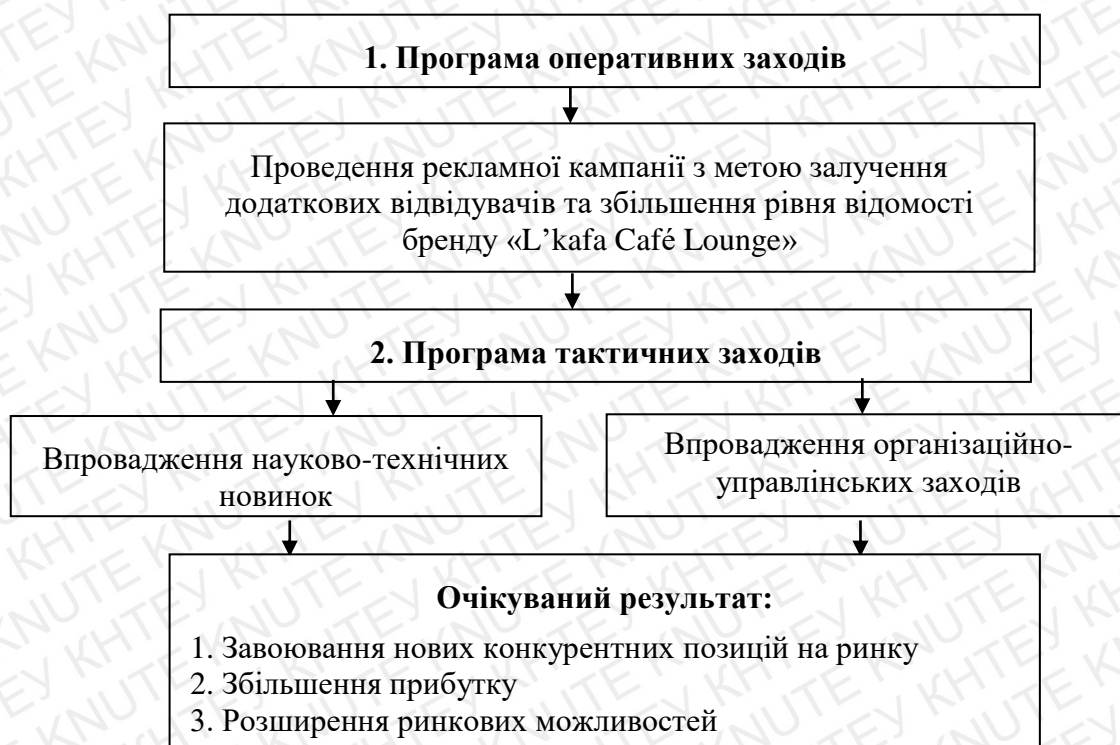 1. Програма оперативних заходів
Проведення рекламної кампанії з метою залучення
додаткових відвідувачів та збільшення рівня відомості
бренду «L’kafa Café Lounge»
2. Програма тактичних заходів
Впровадження науково-технічних
новинок
Впровадження організаційно-
управлінських заходів
Очікуваний результат:
1. Завоювання нових конкурентних позицій на ринку
2. Збільшення прибутку
3. Розширення ринкових можливостей